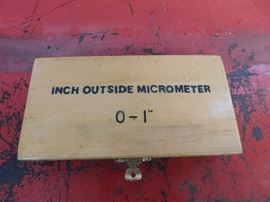 INCH OUTSIDE MICROMETER
0-1"